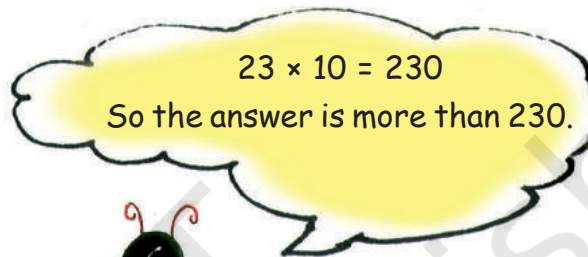 23 × 10 = 230
So the answer is more than 230.